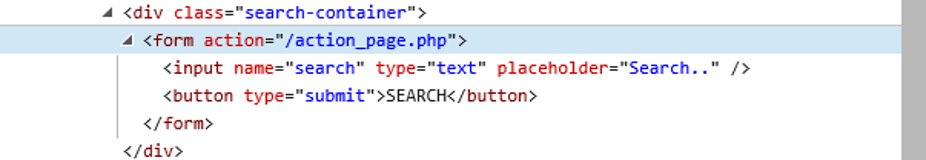 <div class="search-container">
<form action="/action_page.php">
<input name="search" type="text" placeholder="Search.." />
<button type="submit">SEARCH</button>
</form>
</div>